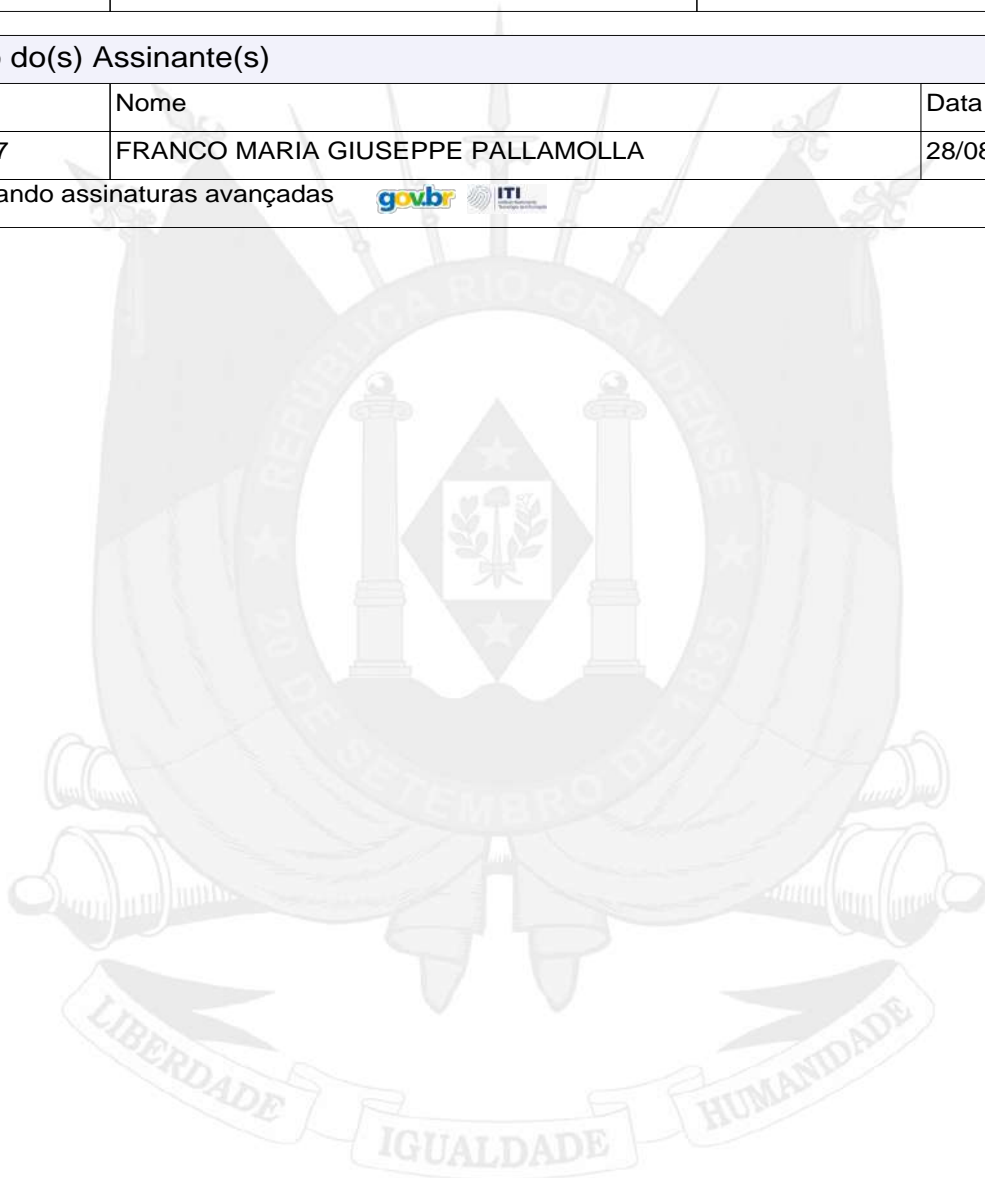 do(s) Assinante(s)
Nome
Data
7
FRANCO MARIA GIUSEPPE PALLAMOLLA
28/08
ando assinaturas avançadas
gov.br
ITI
REPÚBLICA RIO-GRANDENSE
20 DE SETEMBRO DE 1835
LIBERDADE
IGUALDADE
HUMANIDADE